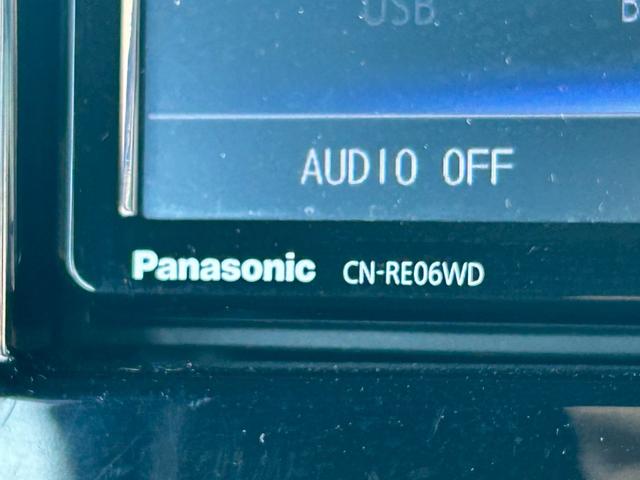 USB
AUDIO OFF
Panasonic CN-RE06WD